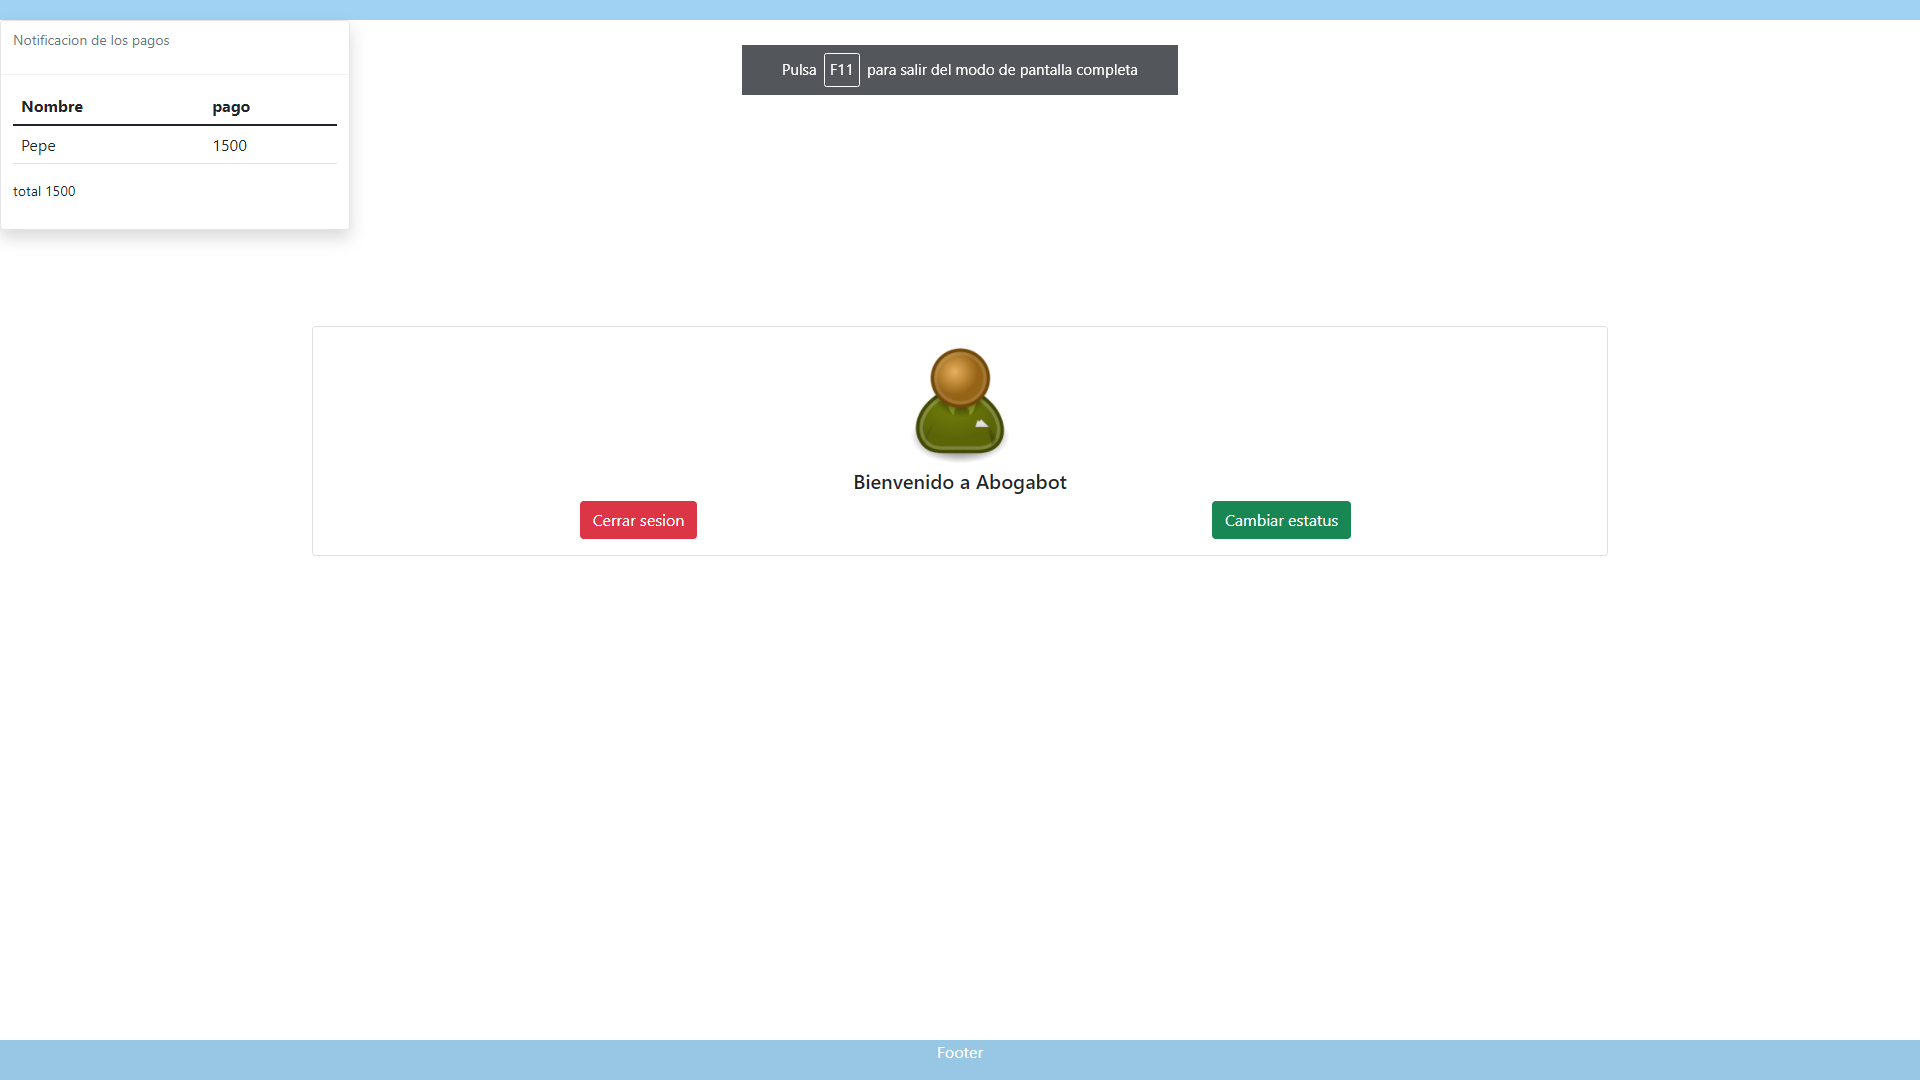 Notificacion de los pagos
Pulsa F11 para salir del modo de pantalla completa
Nombre pago
Pepe 1500
total 1500
Bienvenido a Abogabot
Cerrar sesion Cambiar estatus
Footer